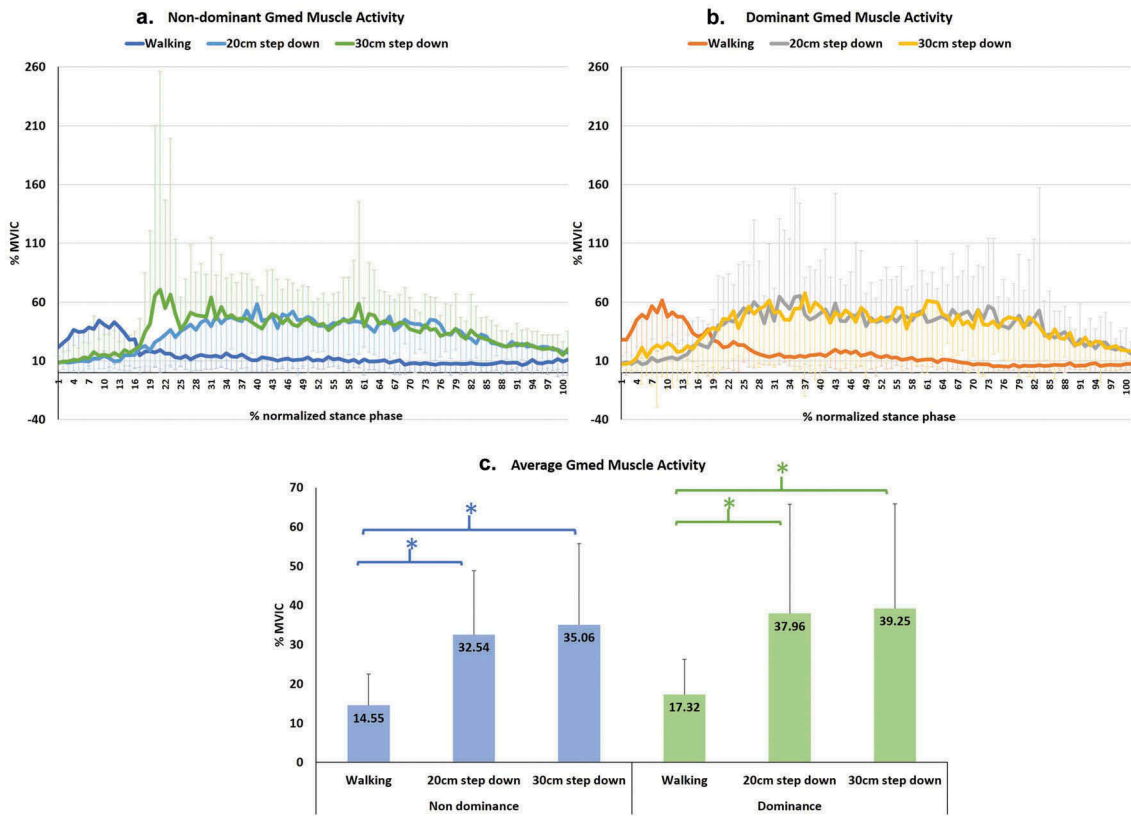 a. Non-dominant Gmed Muscle Activity
Walking 20cm step down 30cm step down
260
210
160
110
60
10
-40
% MVIC
1 4 7 10 13 16 19 22 25 28 31 34 37 40 43 46 49 52 55 58 61 64 67 70 73 76 79 82 85 88 91 94 97 100
% normalized stance phase
b. Dominant Gmed Muscle Activity
Walking 20cm step down 30cm step down
260
210
160
110
60
10
-40
% MVIC
1 4 7 10 13 16 19 22 25 28 31 34 37 40 43 46 49 52 55 58 61 64 67 70 73 76 79 82 85 88 91 94 97 100
% normalized stance phase
c. Average Gmed Muscle Activity
70
60
50
40
30
20
10
0
% MVIC
* * * *
14.55 32.54 35.06 17.32 37.96 39.25
Walking 20cm step down 30cm step down Walking 20cm step down 30cm step down
Non dominance Dominance